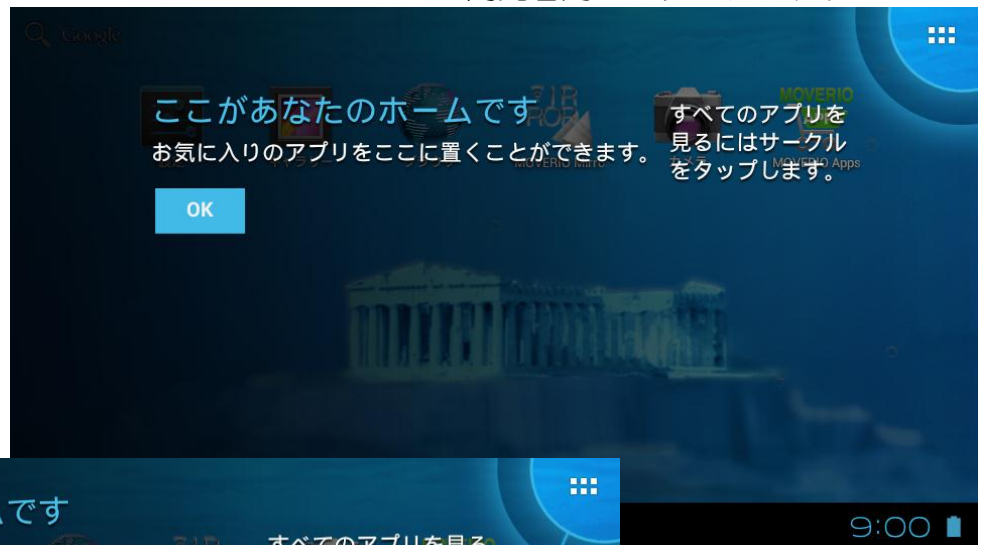 Google
ここがあなたのホームです
お気に入りのアプリをここに置くことができます。
OK
すべてのアプリを
見るにはサークル
をタップします。
MOVERIO
MOVERIO Mirror
カメラ
MOVERIO Apps
ムです
すべてのアプリを見る
9:00